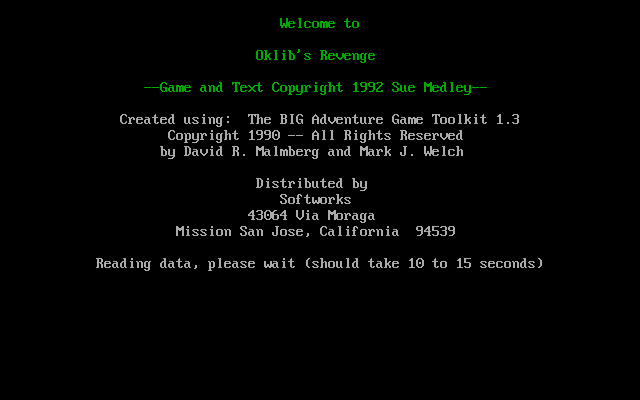 Welcome to
Oklib's Revenge
--Game and Text Copyright 1992 Sue Medley--
Created using:  The BIG Adventure Game Toolkit 1.3
Copyright 1990 -- All Rights Reserved
by David R. Malmberg and Mark J. Welch
Distributed by
Softworks
43064 Via Moraga
Mission San Jose, California  94539
Reading data, please wait (should take 10 to 15 seconds)